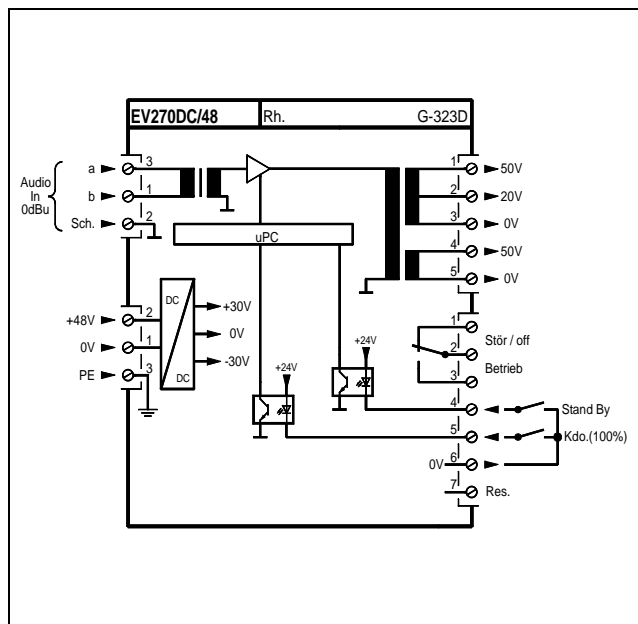 EV270DC/48 Rh. G-323D
Audio
In
0dBu
a 3
b 1
Sch. 2
uPC
1 50V
2 20V
3 0V
4 50V
5 0V
+48V 2
0V 1
PE 3
DC
DC
+30V
0V
-30V
+24V
+24V
1
Stör / off
2
Betrieb
3
4 Stand By
5 Kdo.(100%)
0V 6
7 Res.